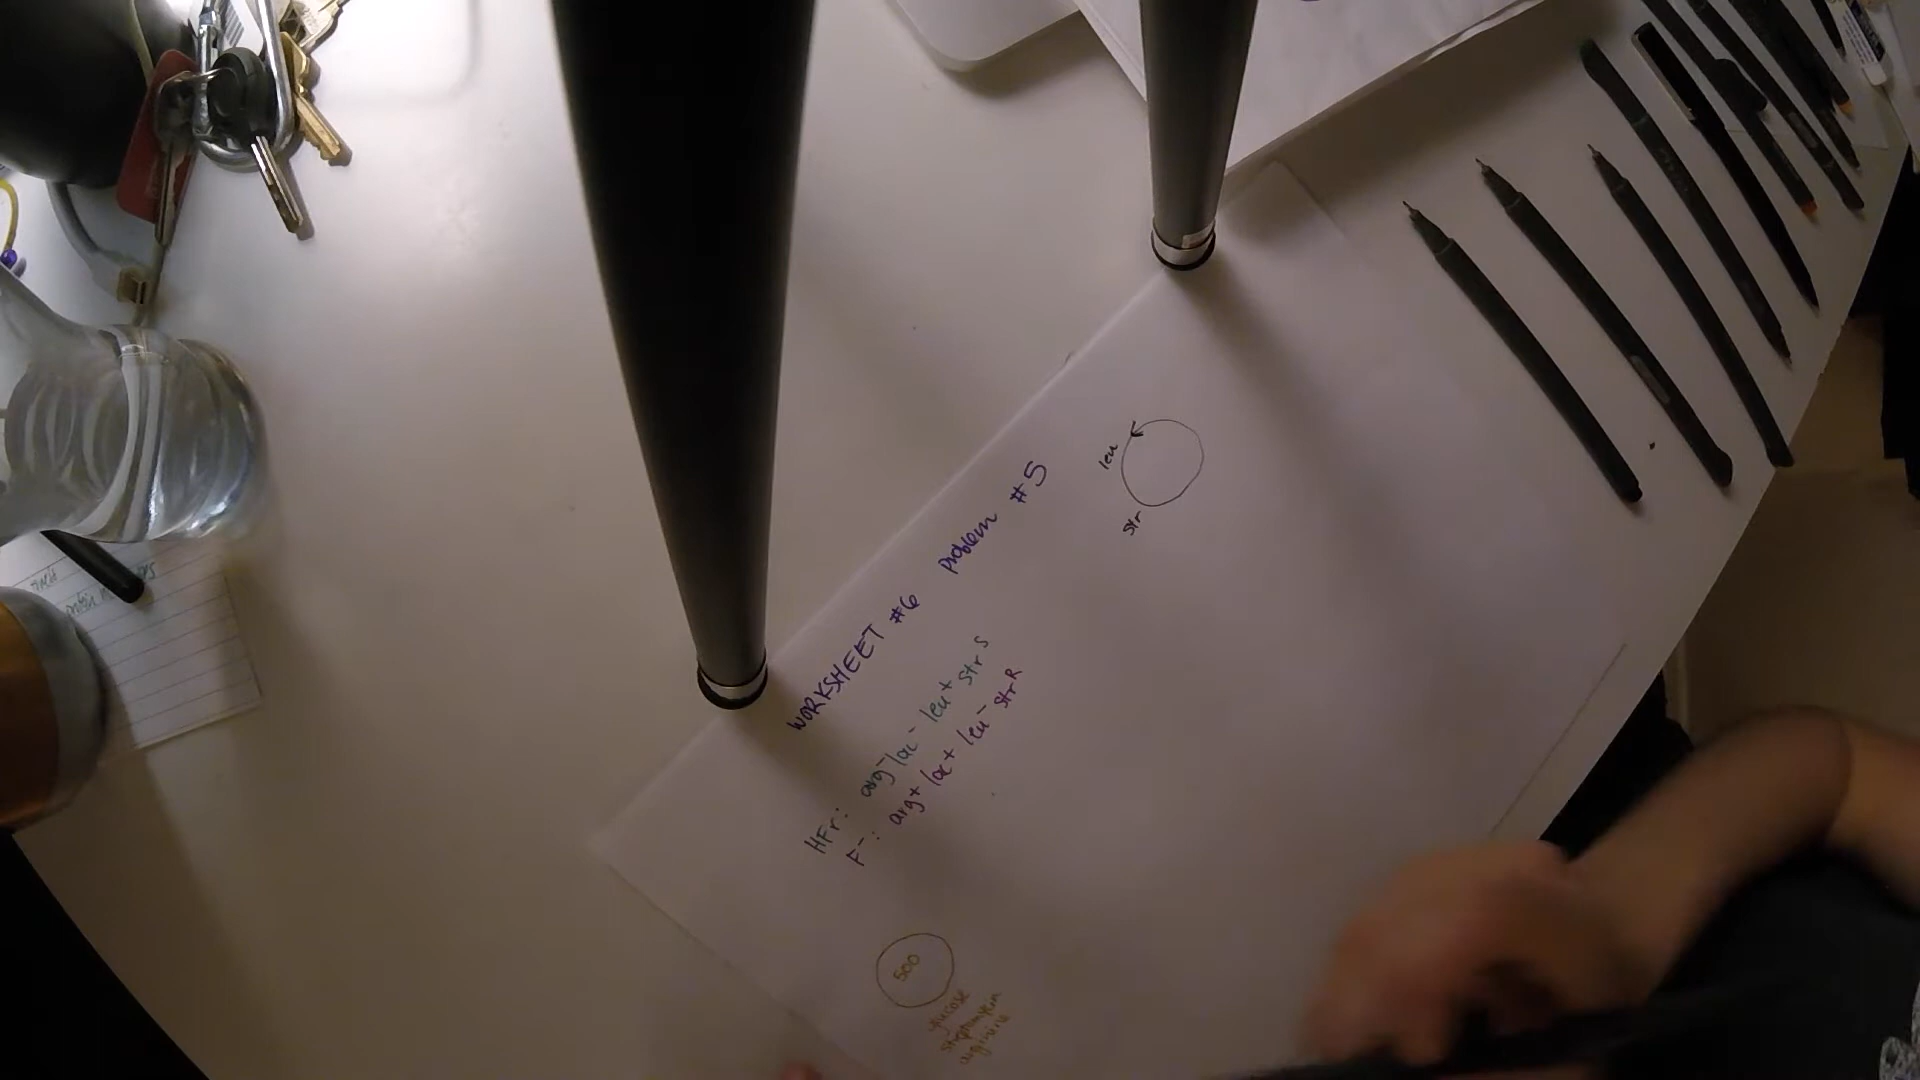 WORKSHEET #6 Problem #5
HFr: arg- lac- leu+ str S
F-: arg+ lac+ leu- str R
leu
str
500
glucose
streptomycin
arginine